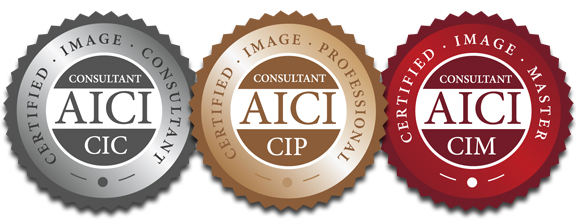 CERTIFIED · IMAGE · CONSULTANT
CONSULTANT
AICI
CIC
CERTIFIED · IMAGE · PROFESSIONAL
CONSULTANT
AICI
CIP
CERTIFIED · IMAGE · MASTER
CONSULTANT
AICI
CIM